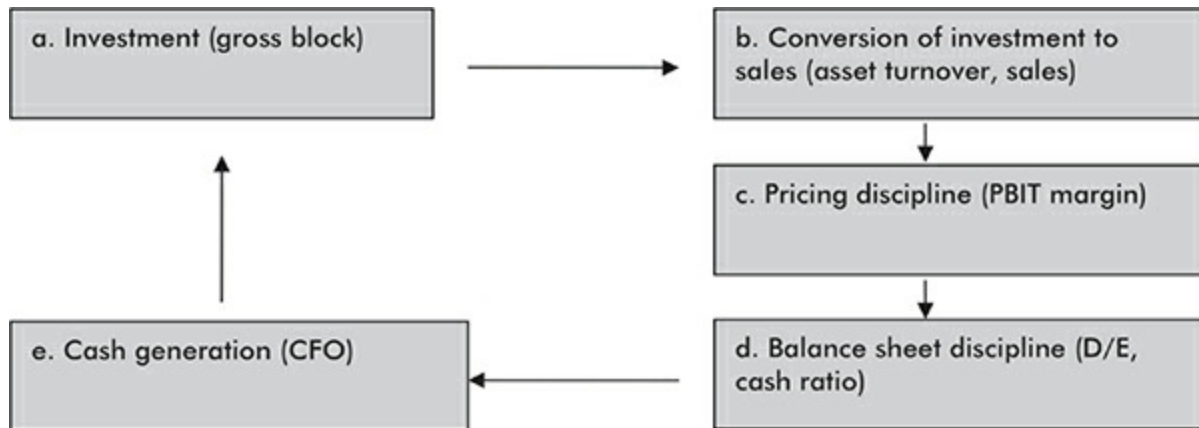 a. Investment (gross block)
b. Conversion of investment to
sales (asset turnover, sales)
c. Pricing discipline (PBIT margin)
d. Balance sheet discipline (D/E,
cash ratio)
e. Cash generation (CFO)